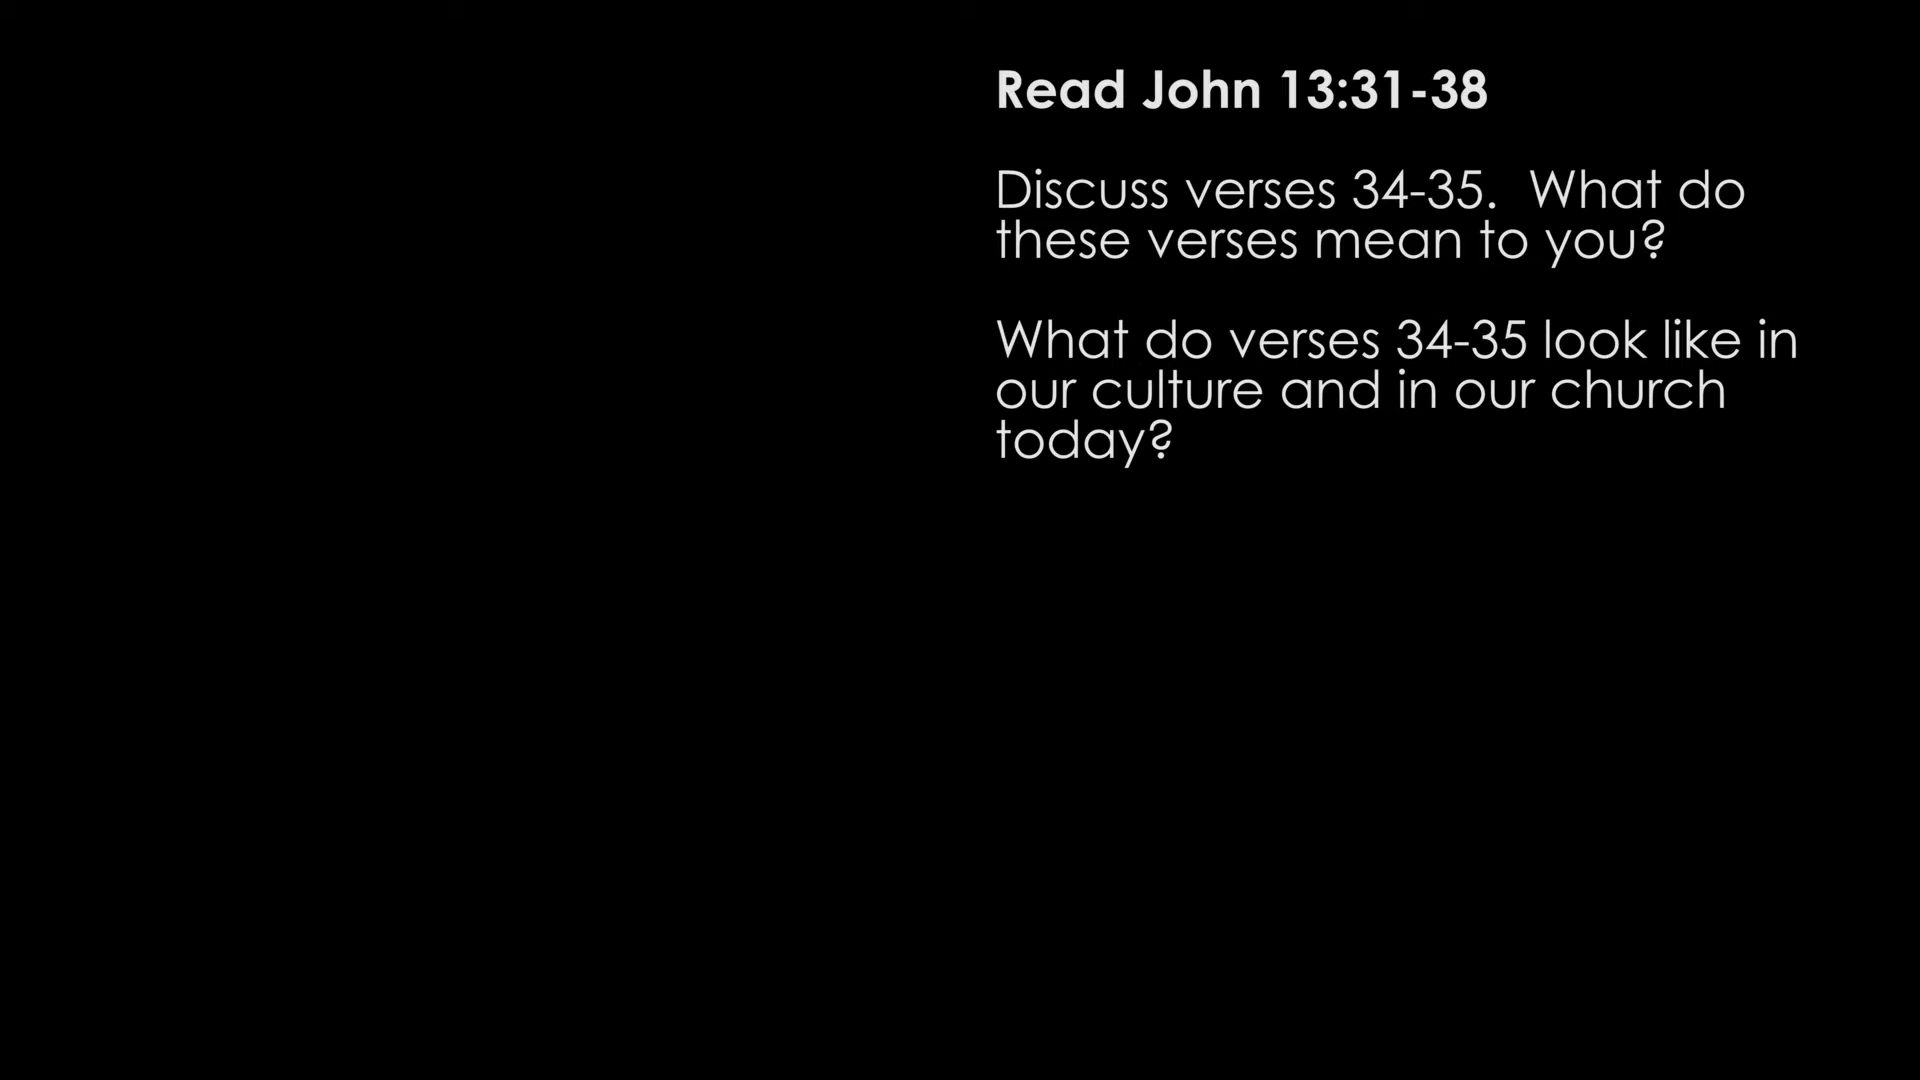 Read John 13:31-38
Discuss verses 34-35.  What do
these verses mean to you?
What do verses 34-35 look like in
our culture and in our church
today?